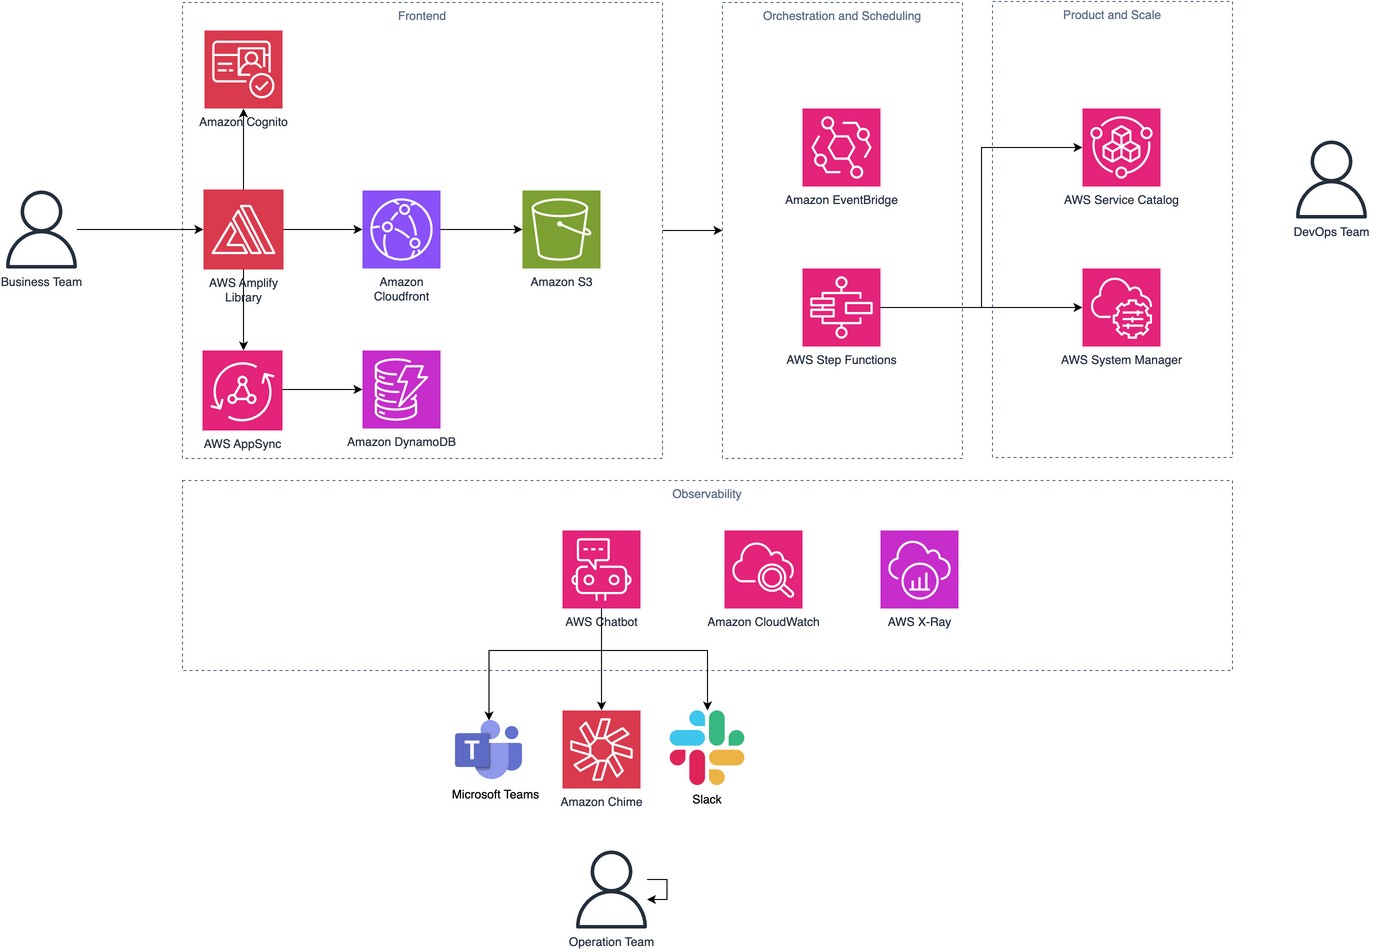 Frontend
Orchestration and Scheduling
Product and Scale
Amazon Cognito
Amazon EventBridge
AWS Service Catalog
DevOps Team
Business Team
AWS Amplify
Library
Amazon
Cloudfront
Amazon S3
AWS Step Functions
AWS System Manager
AWS AppSync
Amazon DynamoDB
Observability
AWS Chatbot
Amazon CloudWatch
AWS X-Ray
T
Microsoft Teams
Amazon Chime
Slack
Operation Team